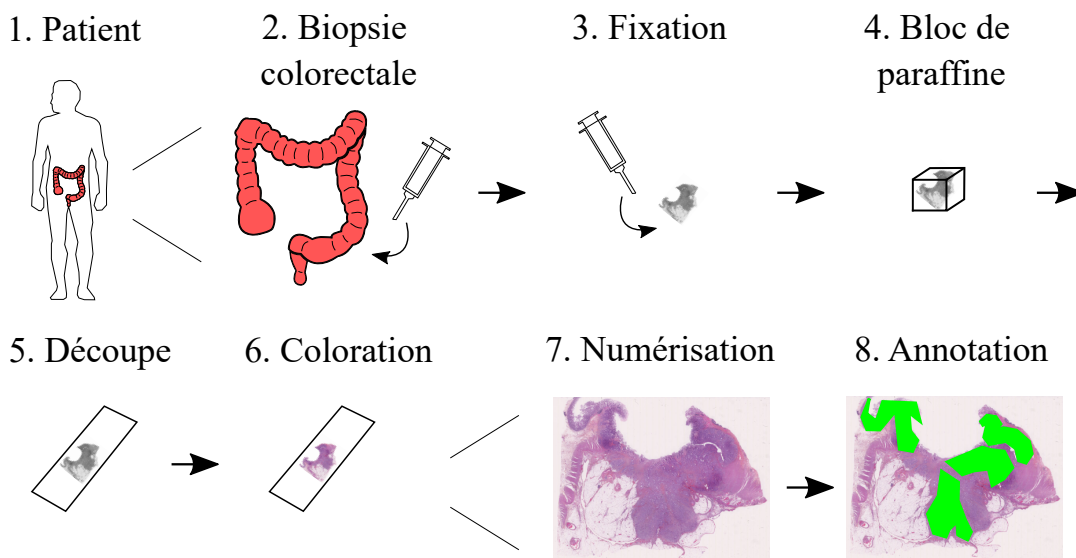 1. Patient
2. Biopsie
colorectale
3. Fixation
4. Bloc de
paraffine
5. Découpe
6. Coloration
7. Numérisation
8. Annotation